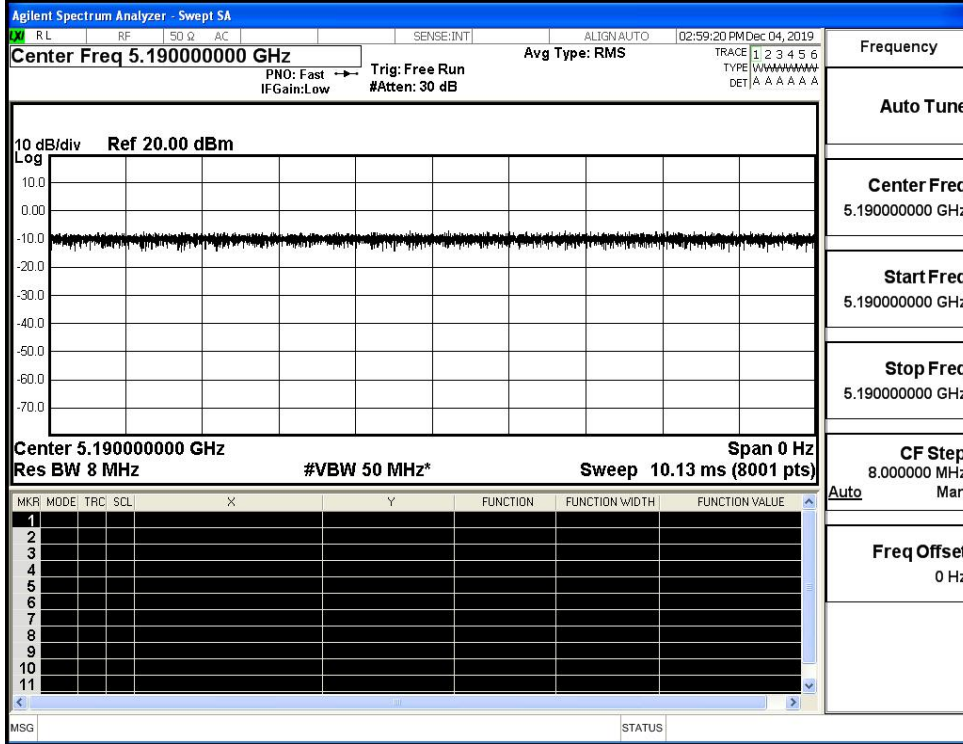 Agilent Spectrum Analyzer - Swept SA
LXI RL RF 50 Ω AC SENSE:INT ALIGNAUTO 02:59:20 PM Dec 04, 2019
Center Freq 5.190000000 GHz Avg Type: RMS TRACE 1 2 3 4 5 6
PNO: Fast Trig: Free Run TYPE WWWWWW
IFGain:Low #Atten: 30 dB DET A A A A A A
10 dB/div Ref 20.00 dBm
Log
10.0
0.00
-10.0
-20.0
-30.0
-40.0
-50.0
-60.0
-70.0
Center 5.190000000 GHz Span 0 Hz
Res BW 8 MHz #VBW 50 MHz* Sweep 10.13 ms (8001 pts)
MKR MODE TRC SCL X Y FUNCTION FUNCTION WIDTH FUNCTION VALUE
1
2
3
4
5
6
7
8
9
10
11
MSG STATUS
Frequency
Auto Tune
Center Freq
5.190000000 GHz
Start Freq
5.190000000 GHz
Stop Freq
5.190000000 GHz
CF Step
8.000000 MHz
Auto Man
Freq Offset
0 Hz